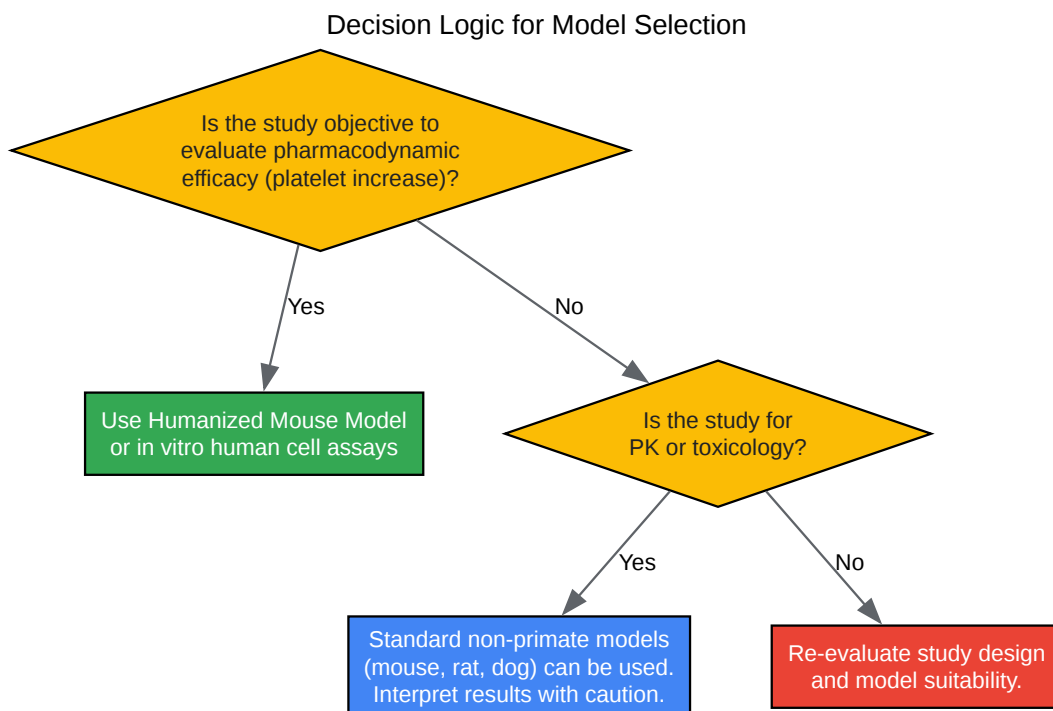 Decision Logic for Model Selection
Is the study objective to
evaluate pharmacodynamic
efficacy (platelet increase)?
Yes
No
Use Humanized Mouse Model
or in vitro human cell assays
Is the study for
PK or toxicology?
Yes
No
Standard non-primate models
(mouse, rat, dog) can be used.
Interpret results with caution.
Re-evaluate study design
and model suitability.